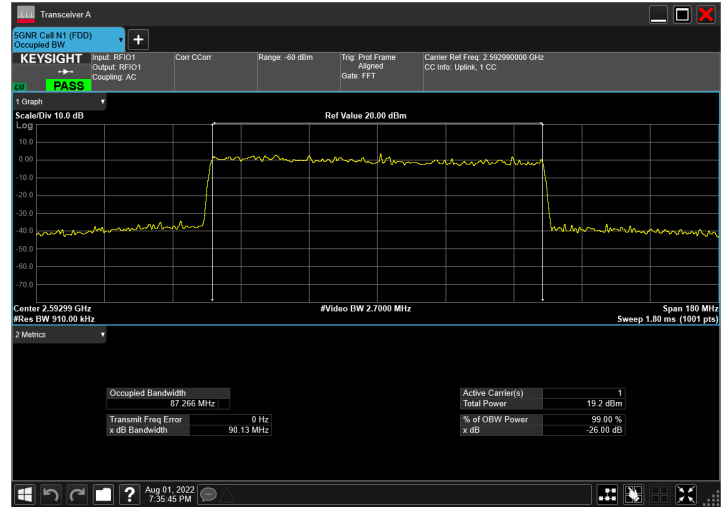 Transceiver A
5GNR Cell N1 (FDD)
Occupied BW
KEYSIGHT
LXI
PASS
Input: RFIO1
Output: RFIO1
Coupling: AC
Corr CCorr
Range: -60 dBm
Trig: Prot Frame
Aligned
Gate: FFT
Carrier Ref Freq: 2.592990000 GHz
CC Info: Uplink, 1 CC
1 Graph
Scale/Div 10.0 dB
Ref Value 20.00 dBm
Log
10.0
0.00
-10.0
-20.0
-30.0
-40.0
-50.0
-60.0
-70.0
Center 2.59299 GHz
#Video BW 2.7000 MHz
Span 180 MHz
#Res BW 910.00 kHz
Sweep 1.80 ms (1001 pts)
2 Metrics
Occupied Bandwidth
87.266 MHz
Transmit Freq Error 0 Hz
x dB Bandwidth 90.13 MHz
Active Carrier(s) 1
Total Power 19.2 dBm
% of OBW Power 99.00 %
x dB -26.00 dB
?
Aug 01, 2022
7:35:45 PM